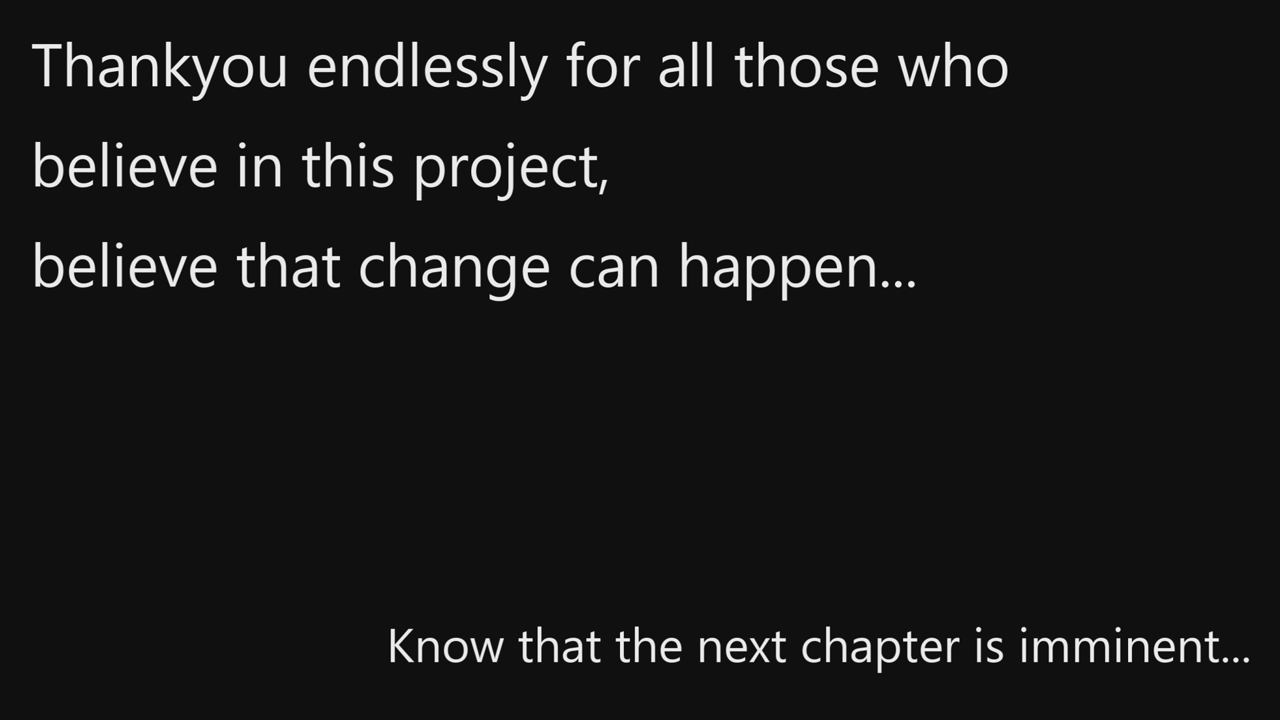 Thankyou endlessly for all those who
believe in this project,
believe that change can happen...
Know that the next chapter is imminent...